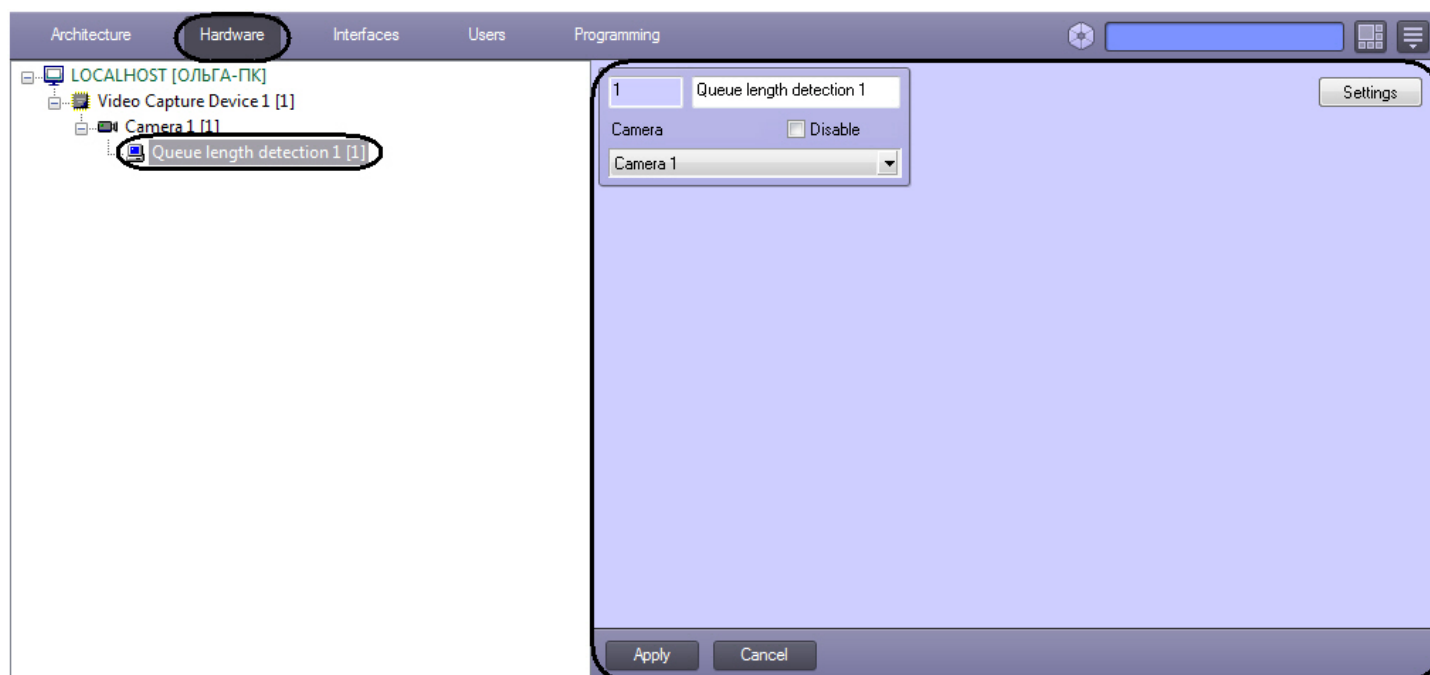 Architecture Hardware Interfaces Users Programming
LOCALHOST [ОЛЬГА-ПК]
Video Capture Device 1 [1]
Camera 1 [1]
Queue length detection 1 [1]
1 Queue length detection 1
Settings
Camera Disable
Camera 1
Apply Cancel